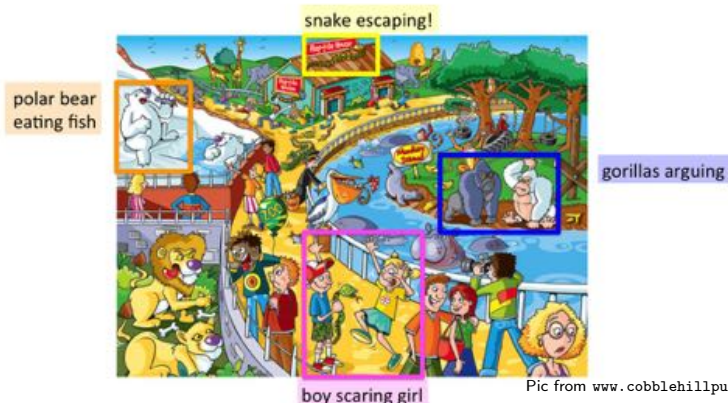 snake escaping!
polar bear
eating fish
gorillas arguing
boy scaring girl
Pic from www.cobblehillpu